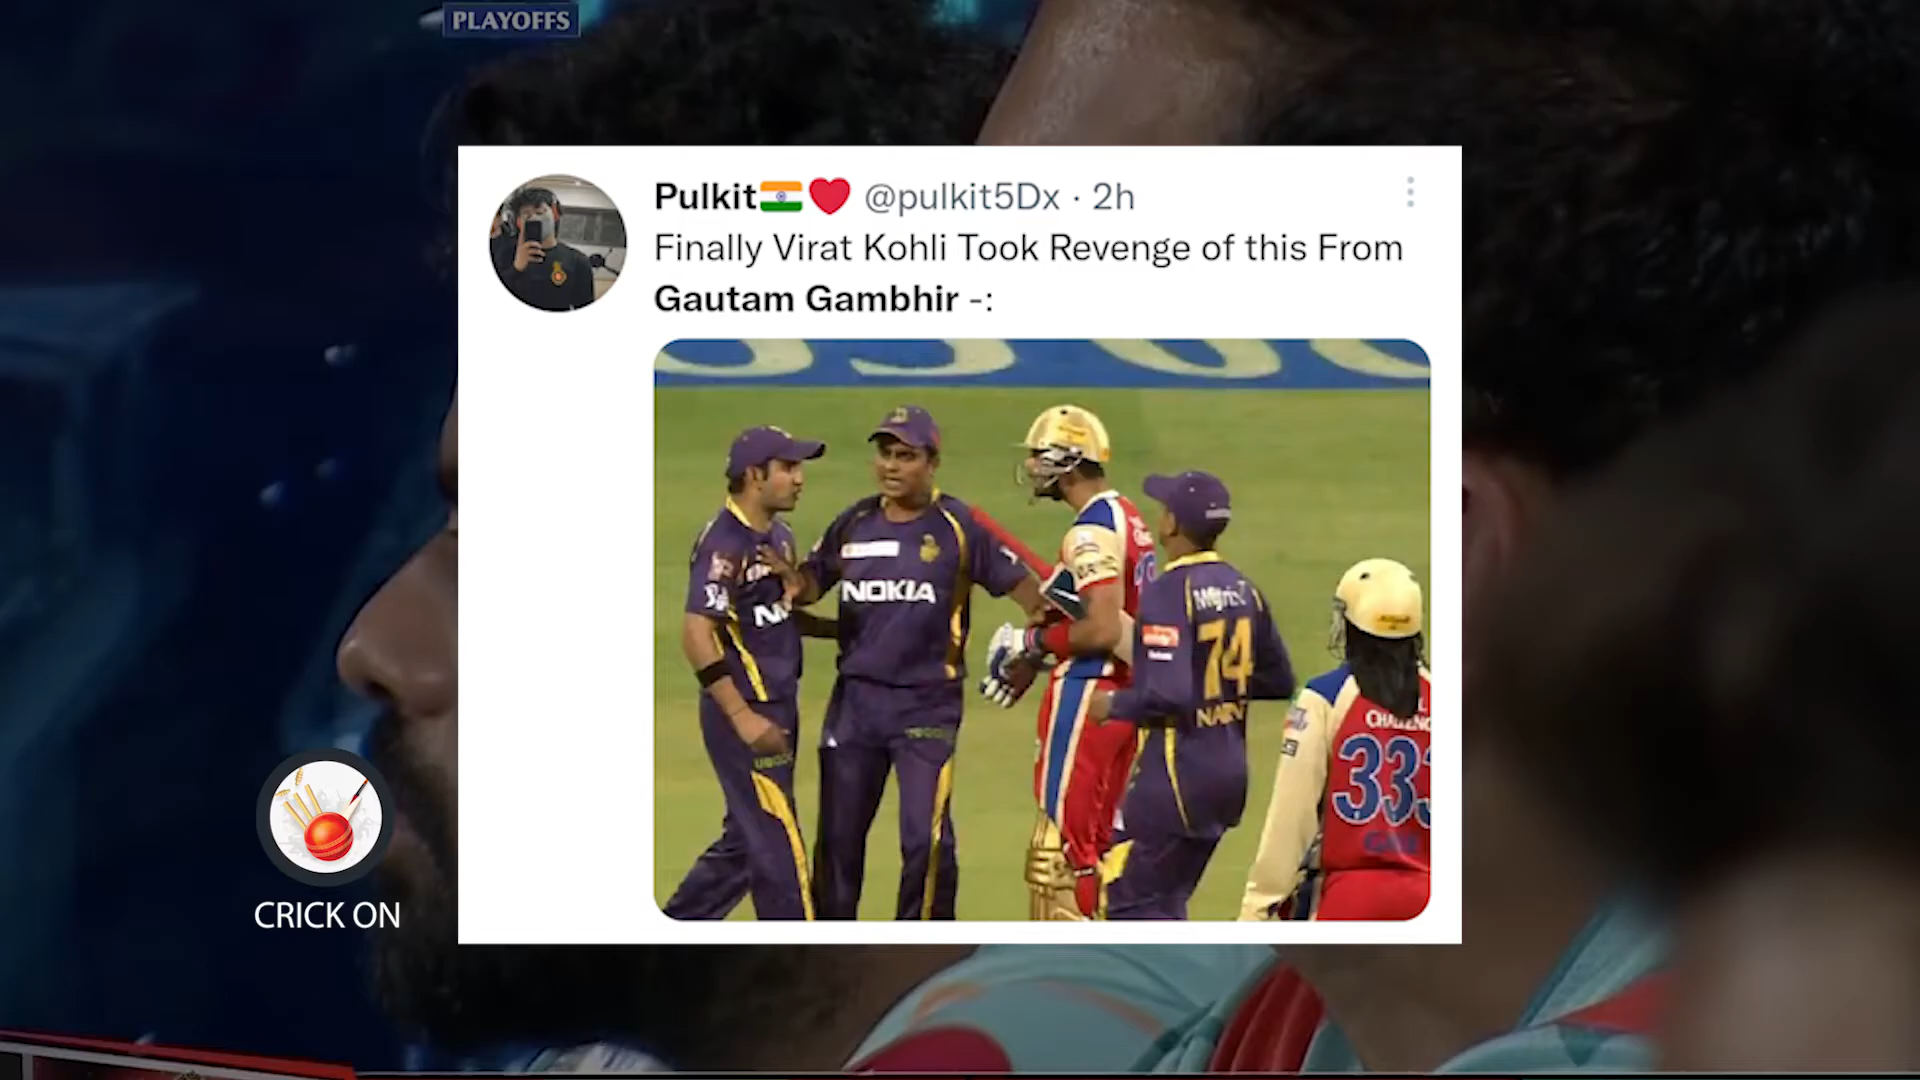 PLAYOFFS
Pulkit🇮🇳❤️ @pulkit5Dx · 2h
Finally Virat Kohli Took Revenge of this From
Gautam Gambhir -:
NOKIA
74
333
CRICK ON